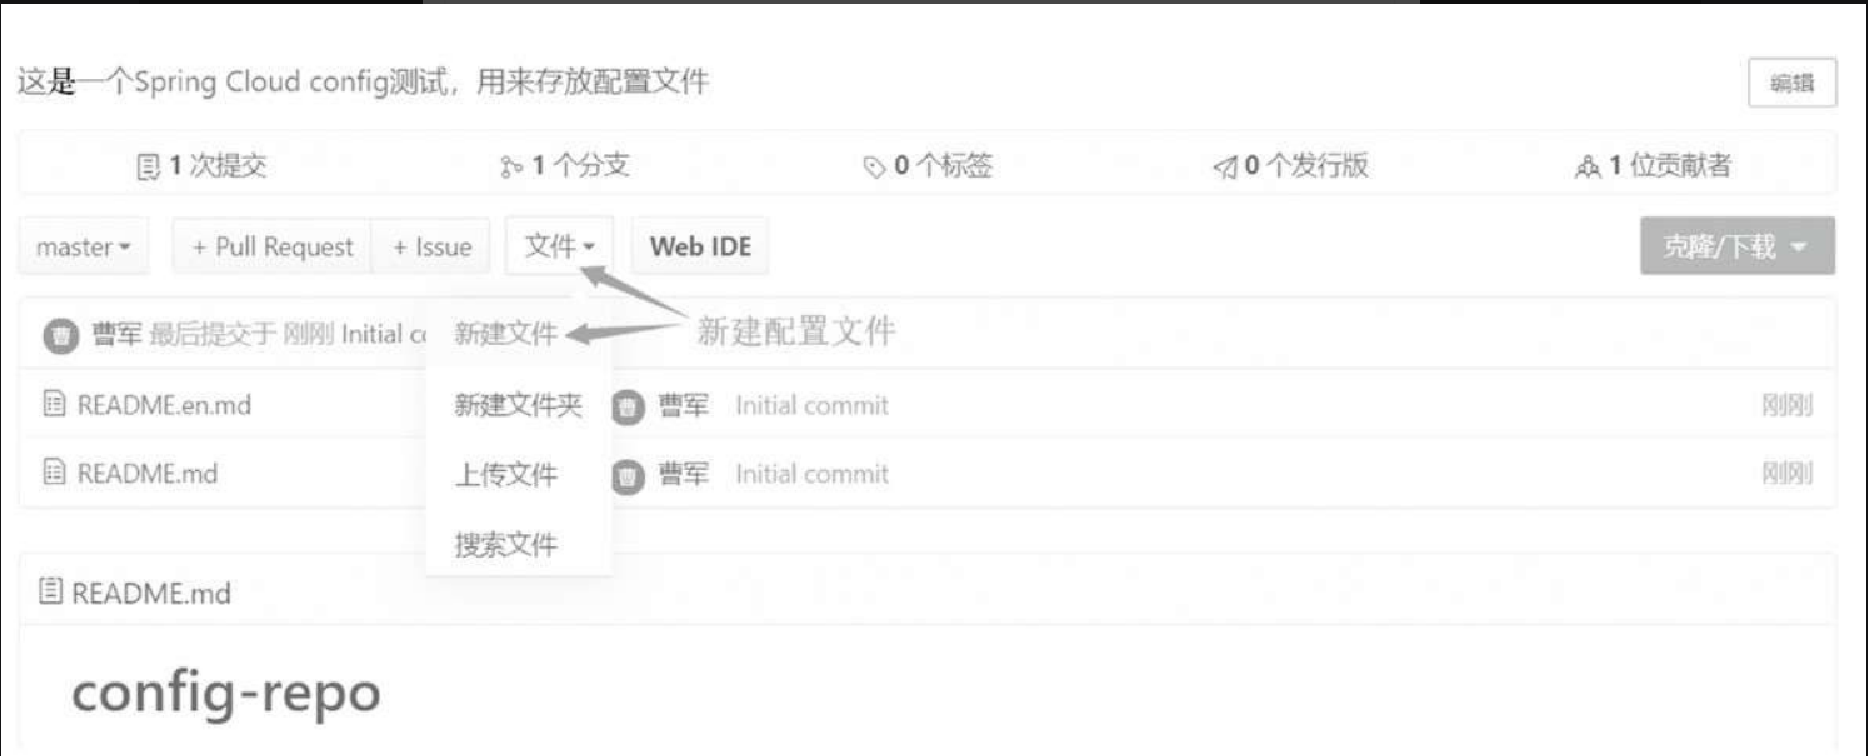 这是一个Spring Cloud config测试，用来存放配置文件
编辑
1 次提交
1 个分支
0 个标签
0 个发行版
1 位贡献者
master
+ Pull Request
+ Issue
文件
Web IDE
克隆/下载
曹 曹军 最后提交于 刚刚 Initial co
新建文件
新建配置文件
README.en.md
新建文件夹
曹 曹军 Initial commit
刚刚
README.md
上传文件
曹 曹军 Initial commit
刚刚
搜索文件
README.md
config-repo